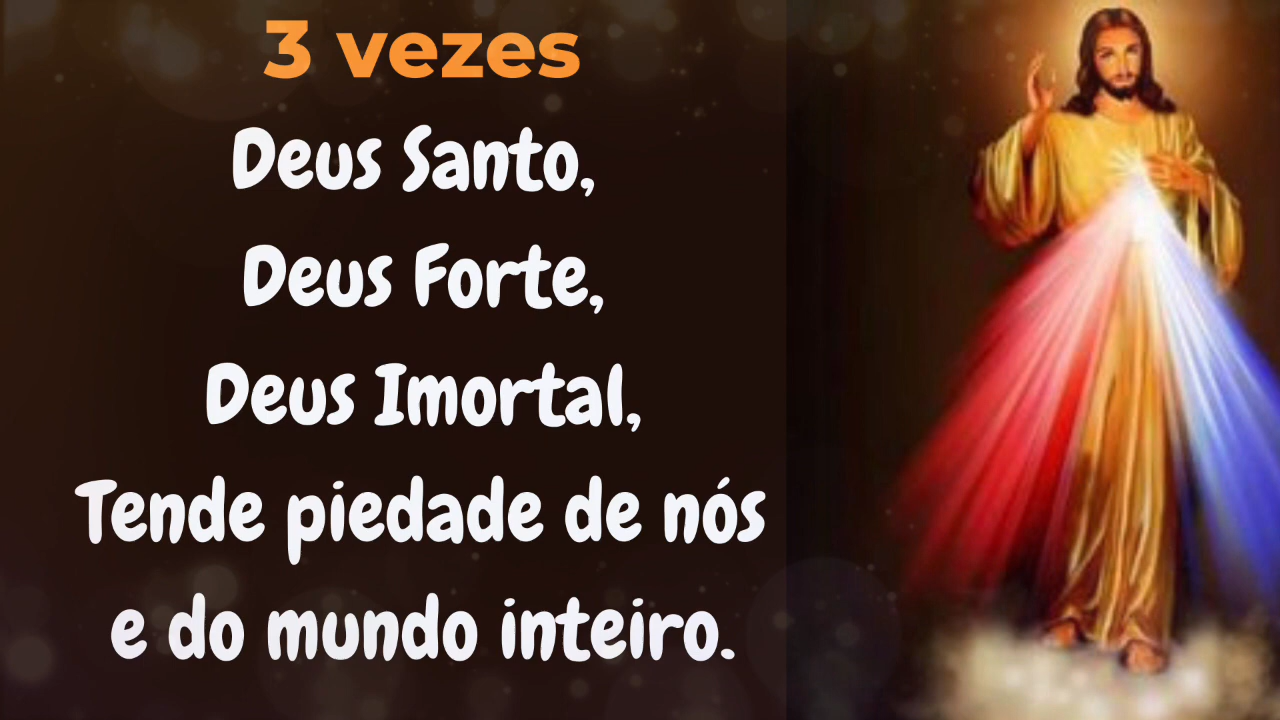 3 vezes
Deus Santo,
Deus Forte,
Deus Imortal,
Tende piedade de nós
e do mundo inteiro.